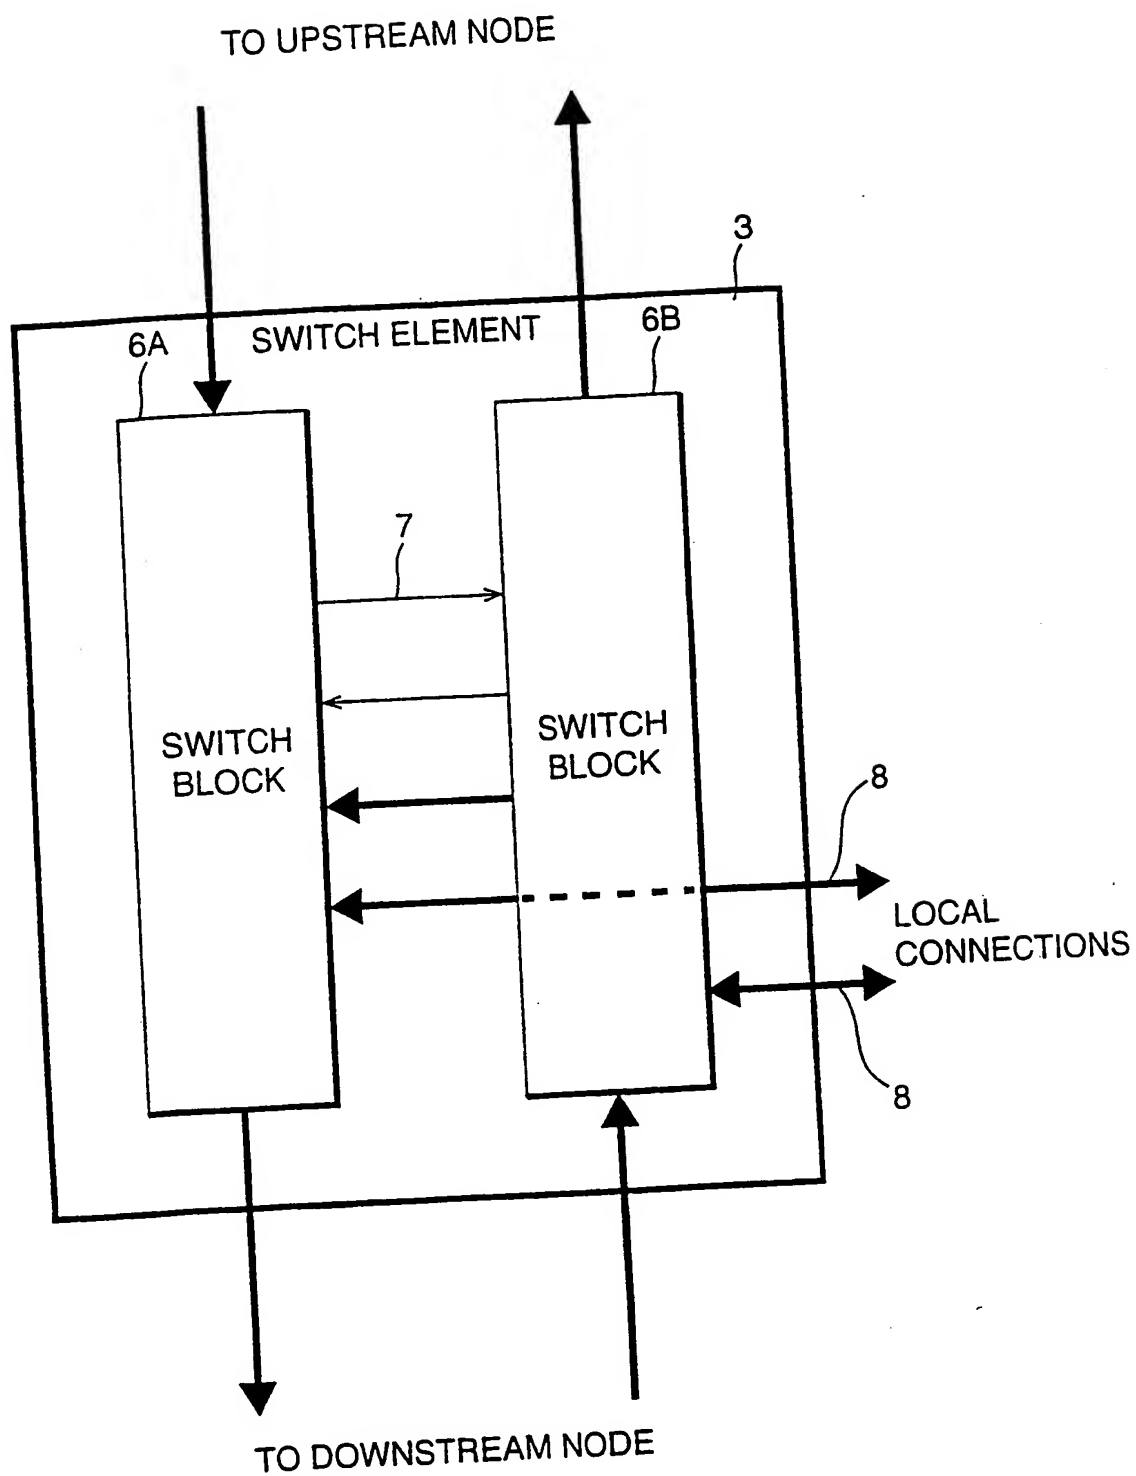 TO UPSTREAM NODE
3
SWITCH ELEMENT
6A
6B
7
SWITCH
BLOCK
SWITCH
BLOCK
8
LOCAL
CONNECTIONS
8
TO DOWNSTREAM NODE